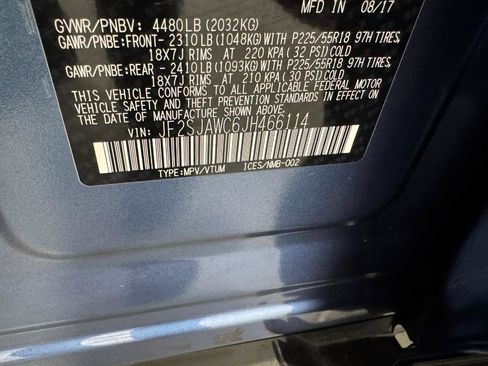 MFD IN 08/17
GVWR/PNBV: 4480LB(2032KG)
GAWR/PNBE:FRONT-2310LB(1048KG)WITH P225/55R18 97H TIRES,
18X7J RIMS AT 220 KPA(32 PSI)COLD
GAWR/PNBE:REAR -2410LB(1093KG)WITH P225/55R18 97H TIRES,
18X7J RIMS AT 210 KPA(30 PSI)COLD
THIS VEHICLE CONFORMS TO ALL APPLICABLE FEDERAL MOTOR
VEHICLE SAFETY, BUMPER, AND THEFT PREVENTION STANDARDS
IN EFFECT ON THE DATE OF MANUFACTURE
SHOWN ABOVE.
VIN: JF2SJAWC6JH466114
TYPE:MPV/VTUM ICES/NMB-002